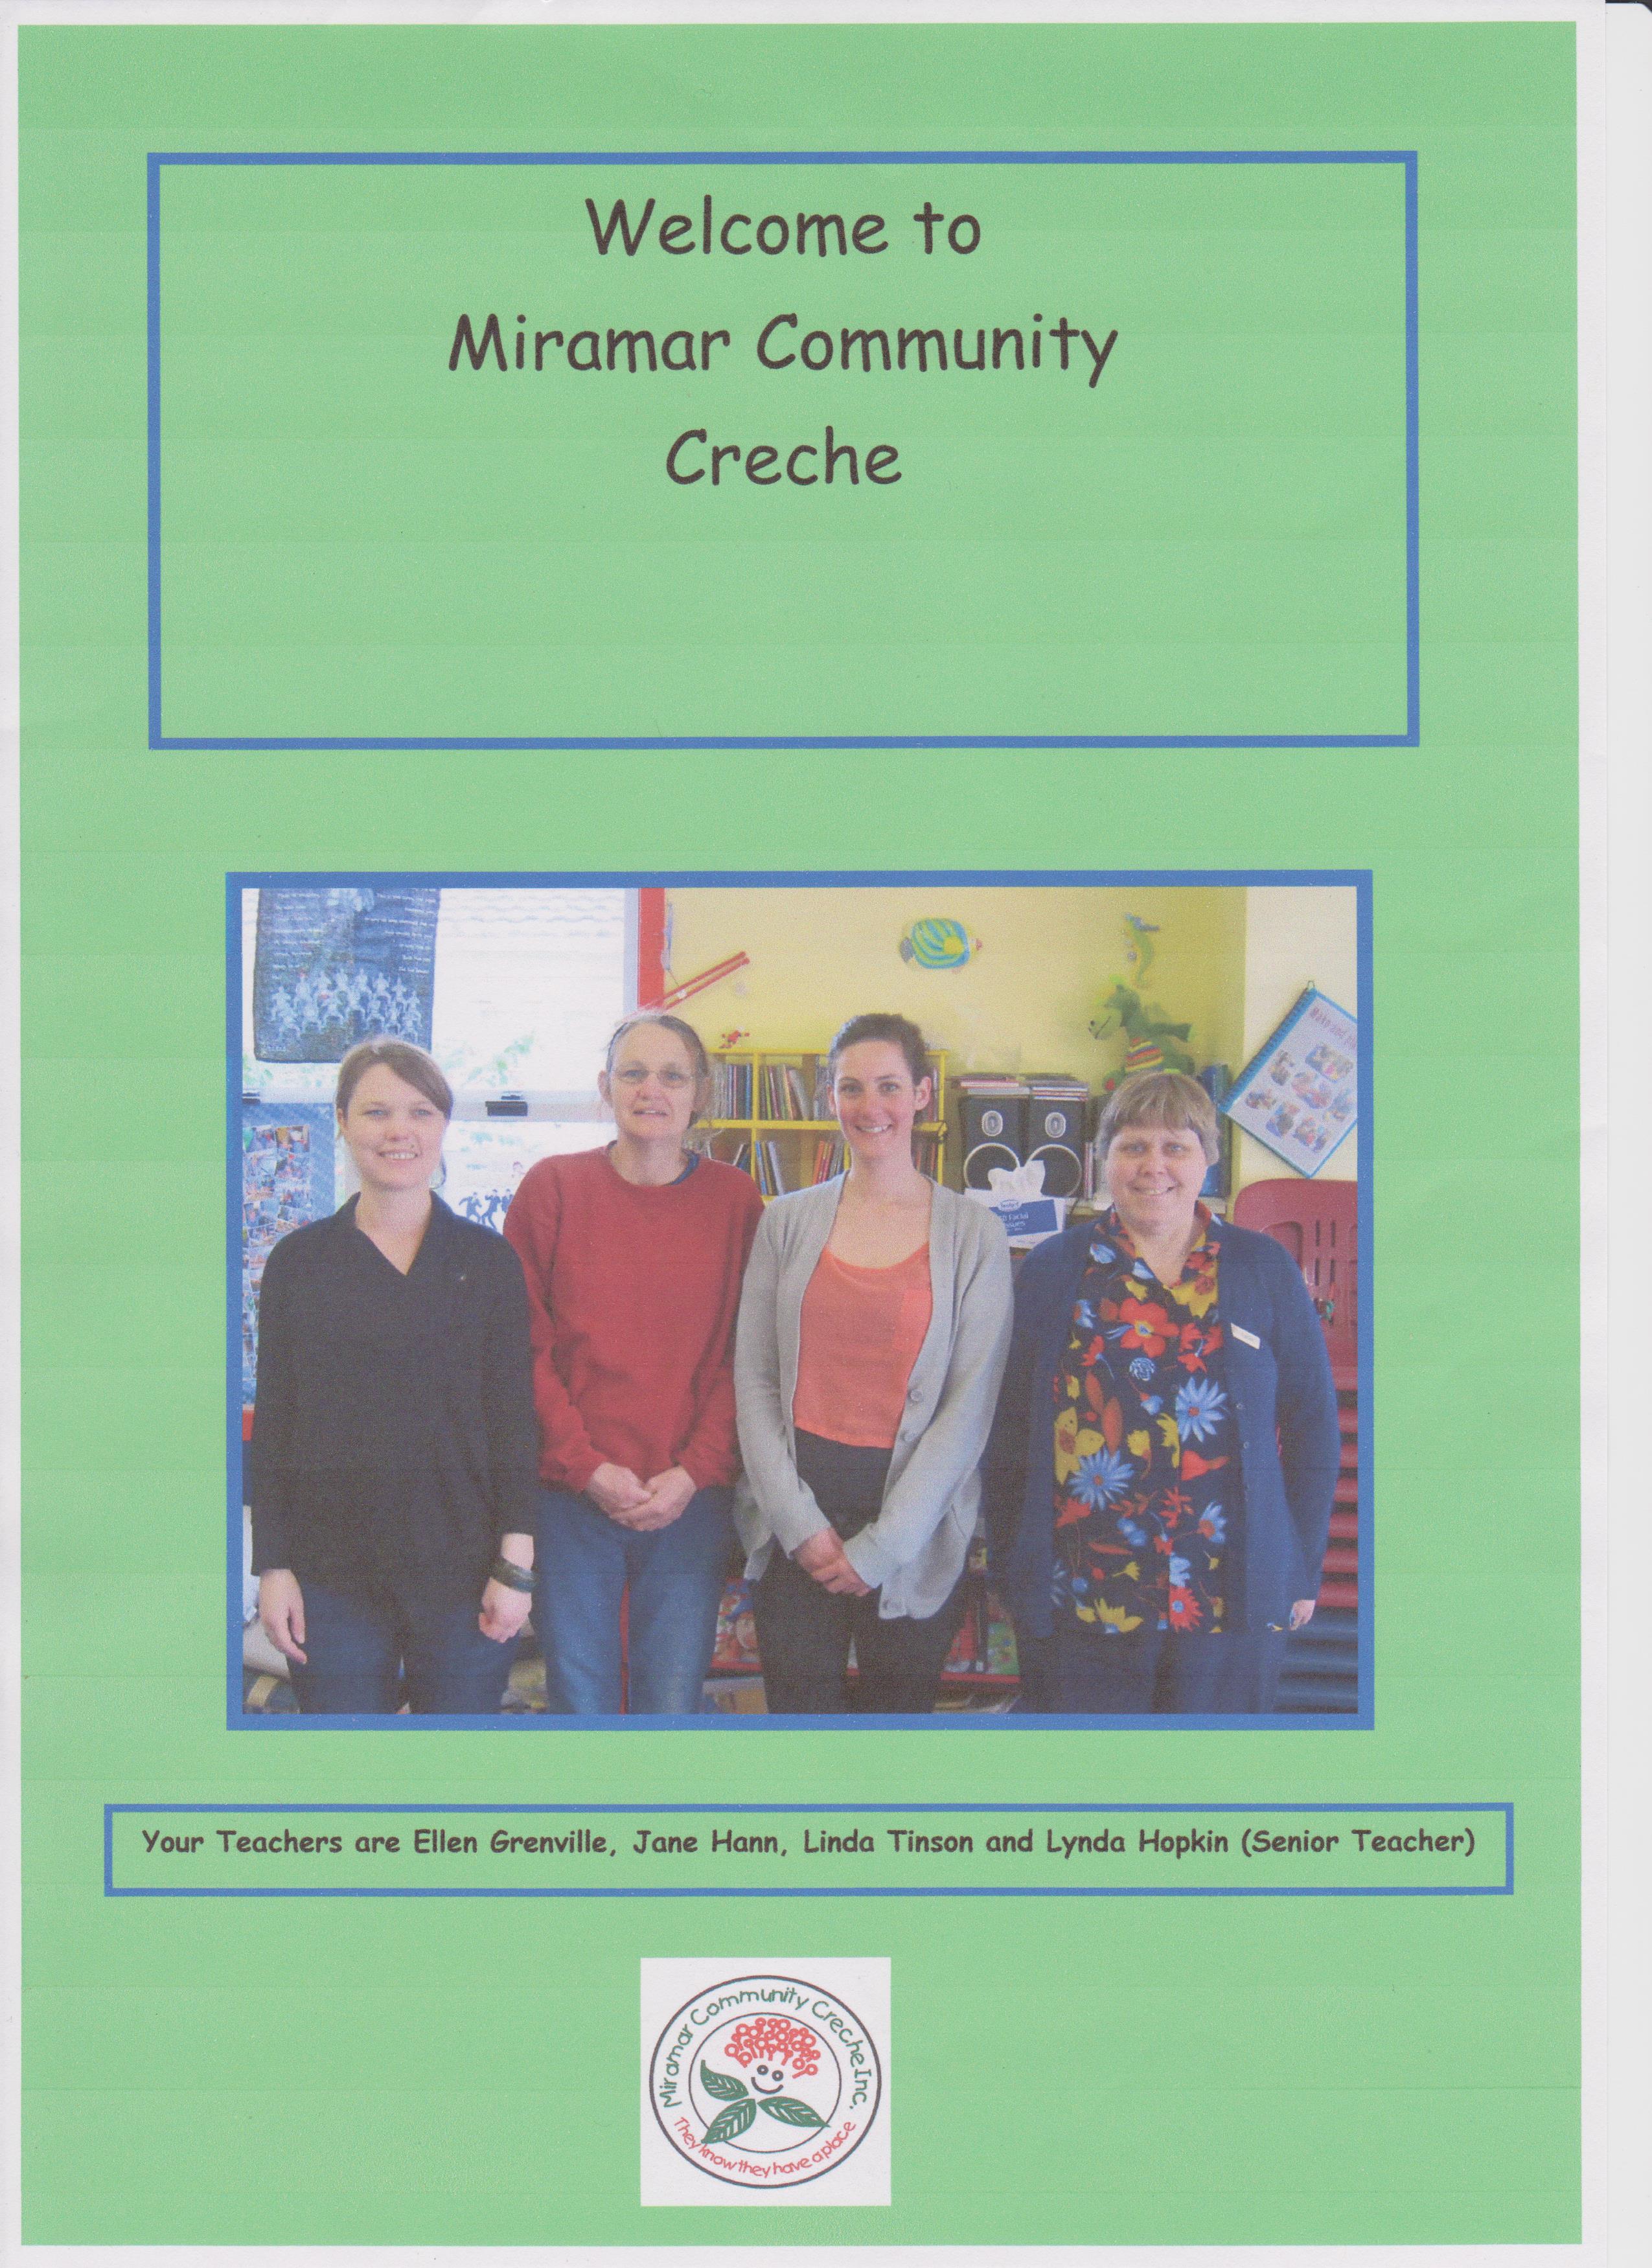 Welcome to
Miramar Community
Creche
Your Teachers are Ellen Grenville, Jane Hann, Linda Tinson and Lynda Hopkin (Senior Teacher)
Miramar Community Creche Inc.
They know they have a place